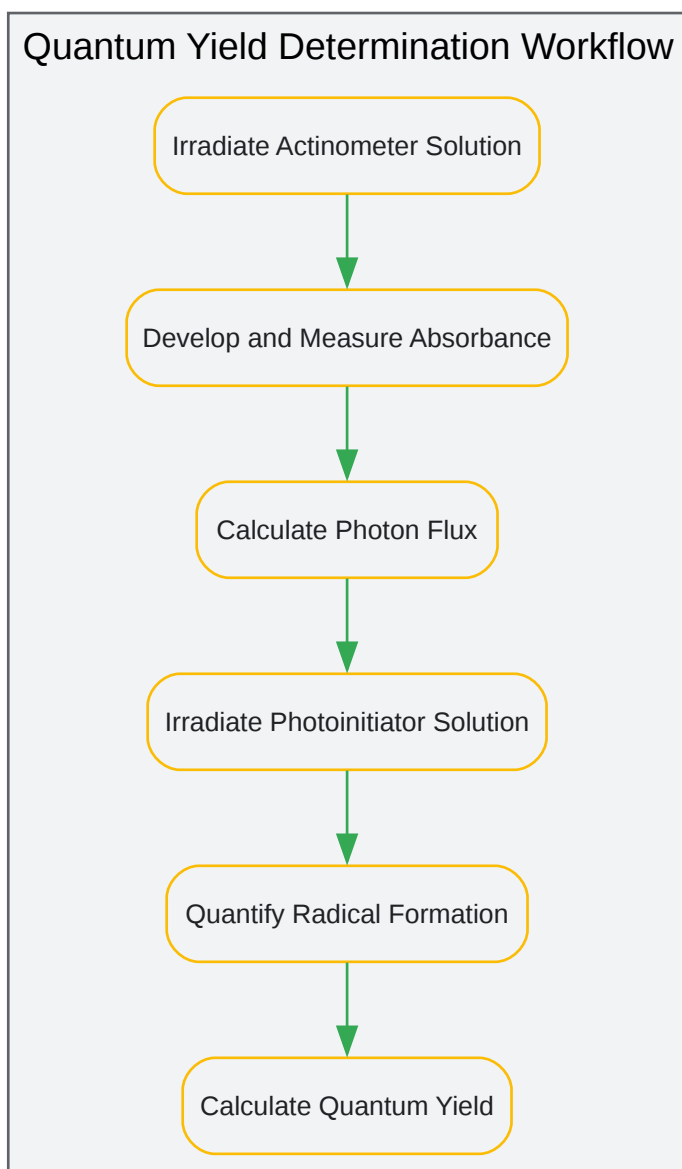 Quantum Yield Determination Workflow
Irradiate Actinometer Solution
Develop and Measure Absorbance
Calculate Photon Flux
Irradiate Photoinitiator Solution
Quantify Radical Formation
Calculate Quantum Yield